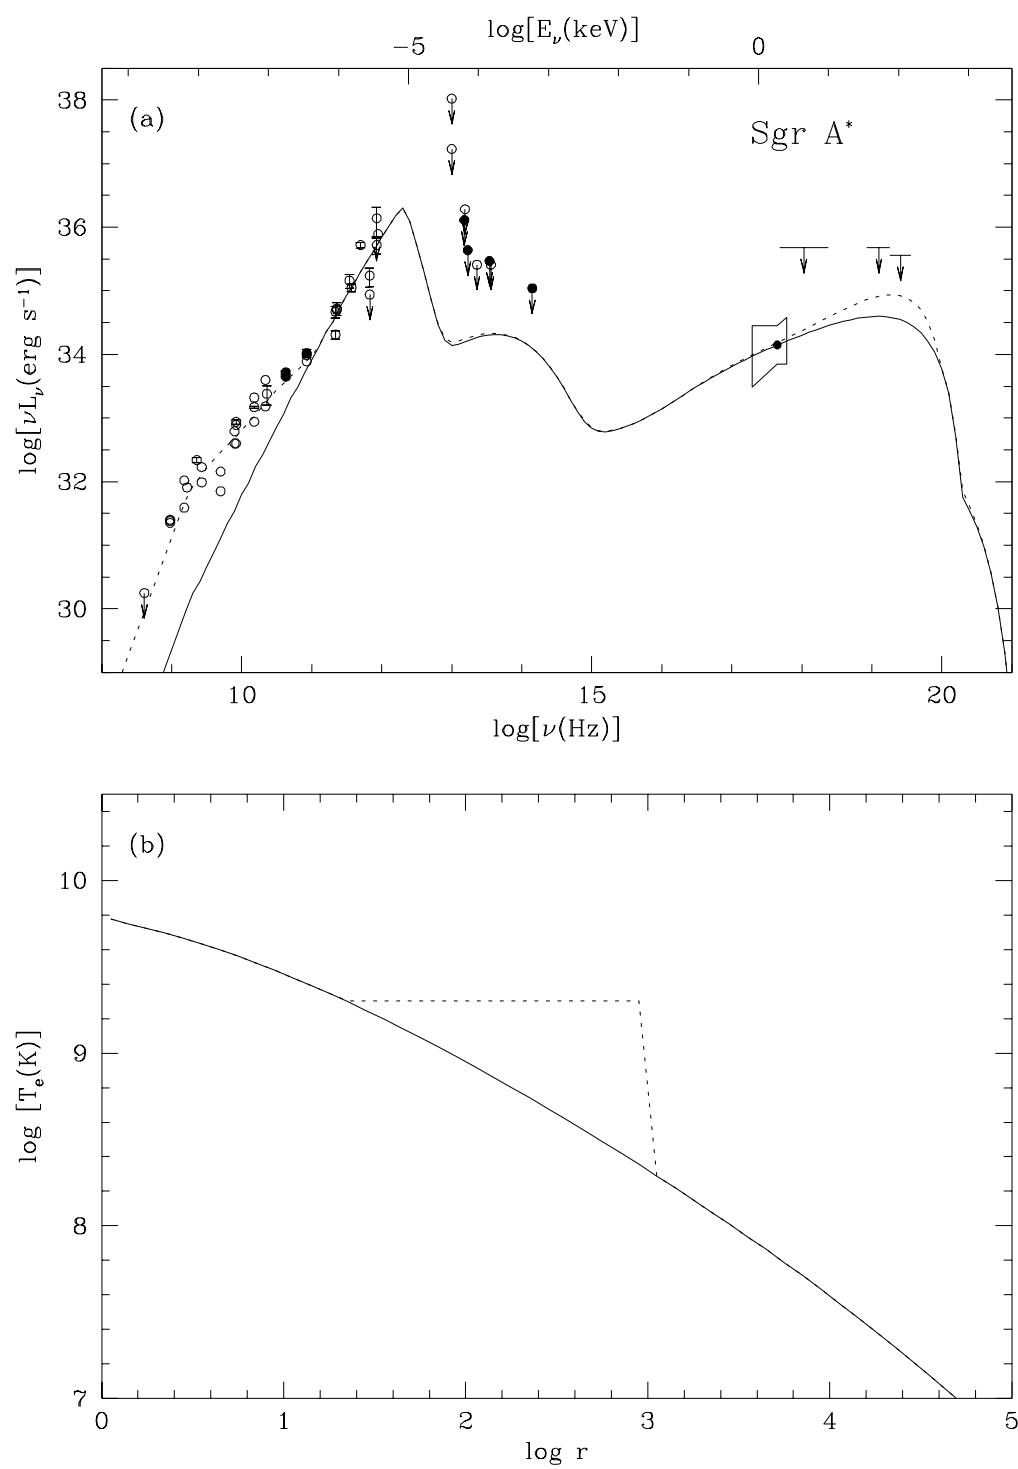 log[E_ν(keV)]
−5 0
38
36
34
32
30
(a)
Sgr A*
log[νL_ν(erg s⁻¹)]
10 15 20
log[ν(Hz)]
(b)
10
9
8
7
log [T_e(K)]
0 1 2 3 4 5
log r